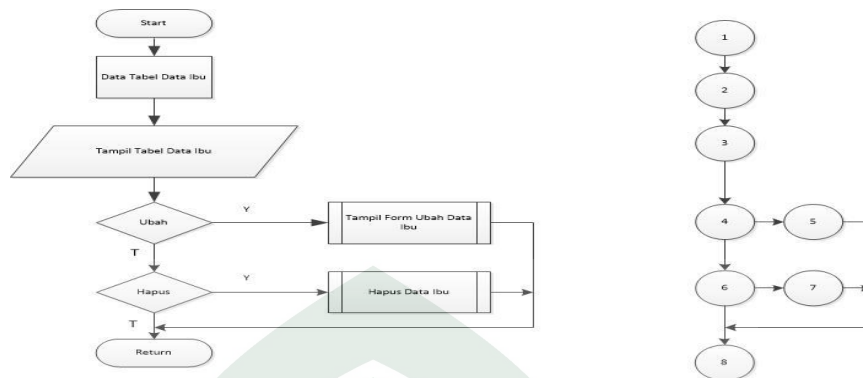 Start
Data Tabel Data Ibu
Tampil Tabel Data Ibu
Ubah
Y
Tampil Form Ubah Data
Ibu
T
Hapus
Y
Hapus Data Ibu
T
Return
1
2
3
4
5
6
7
8